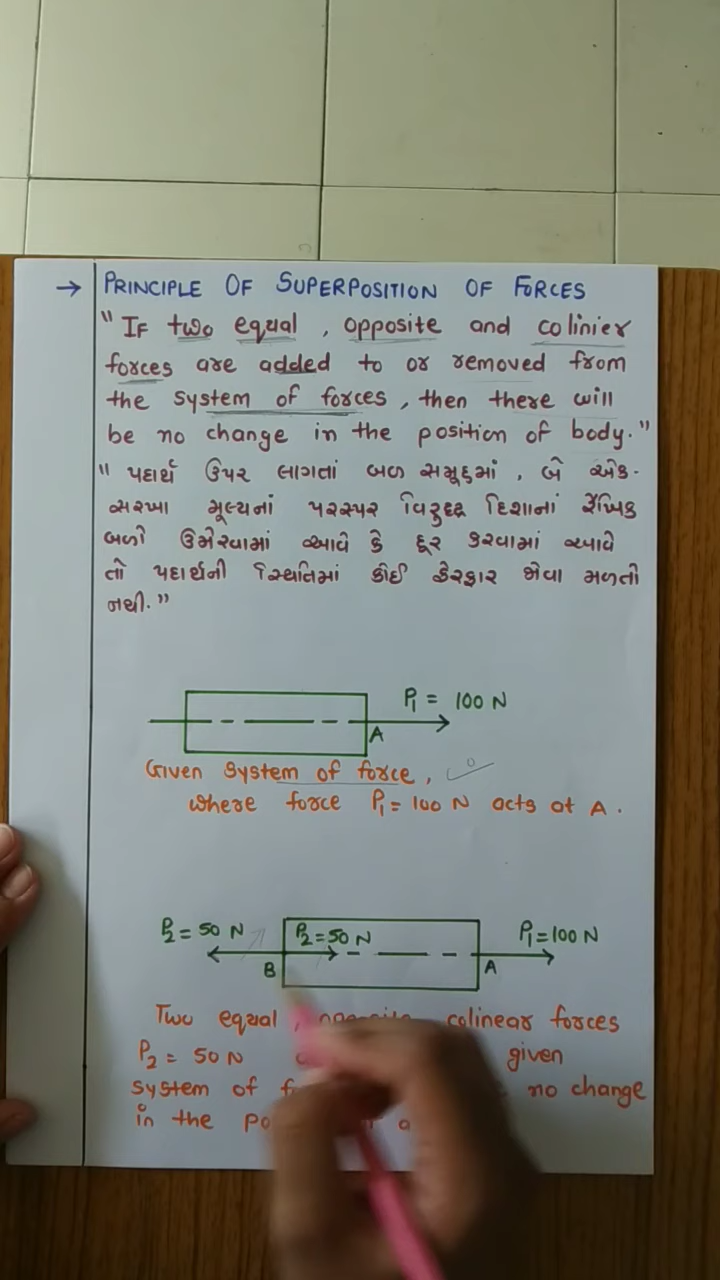 → PRINCIPLE OF SUPERPOSITION OF FORCES
"IF two equal, opposite and colinier
forces are added to or removed from
the system of forces, then there will
be no change in the position of body."
"પદાર્થ ઉપર લાગતાં બળ સમૂહમાં, બે એક-
સરખા મૂલ્યનાં પરસ્પર વિરુદ્ધ દિશાનાં રૈખિક
બળો ઉમેરવામાં આવે કે દૂર કરવામાં આવે
તો પદાર્થની સ્થિતિમાં કોઈ ફેરફાર જોવા મળતો
નથી."
P₁ = 100 N
A
Given system of force,
where force P₁ = 100 N acts at A.
P₂ = 50 N P₂ = 50 N P₁ = 100 N
B A
Two equal, colinear forces
P₂ = 50 N given
system of no change
in the